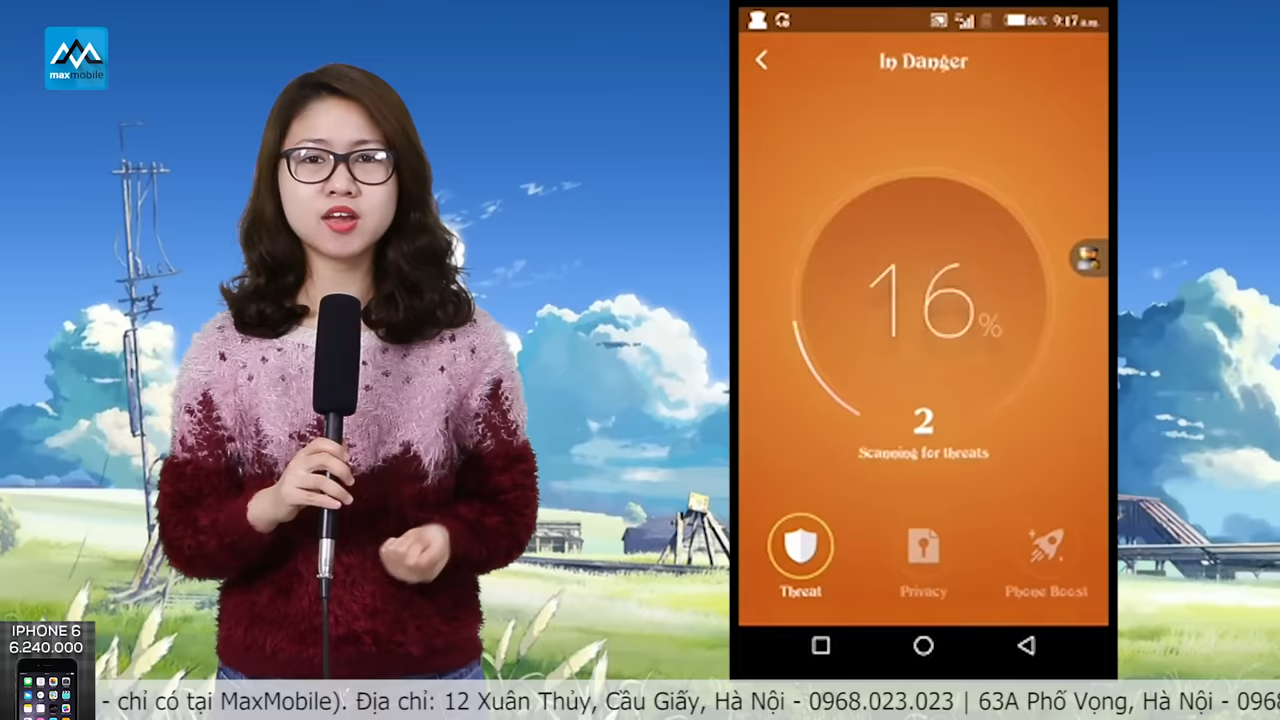 maxmobile
66% 9:17 a.m.
In Danger
16%
2
Scanning for threats
Threat
Privacy
Phone Boost
IPHONE 6
6.240.000
- chỉ có tại MaxMobile). Địa chỉ: 12 Xuân Thủy, Cầu Giấy, Hà Nội - 0968.023.023 | 63A Phố Vọng, Hà Nội - 096